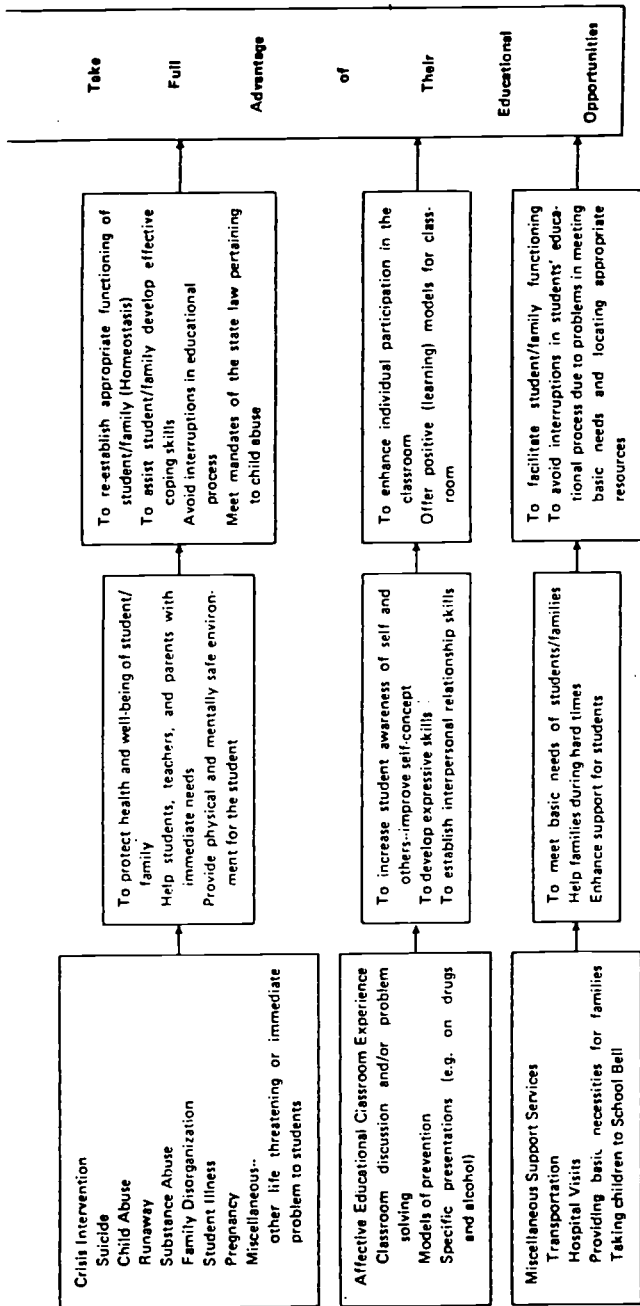 Crisis Intervention
Suicide
Child Abuse
Runaway
Substance Abuse
Family Disorganization
Student Illness
Pregnancy
Miscellaneous--
other life threatening or immediate
problem to students
To protect health and well-being of student/
family
Help students, teachers, and parents with
immediate needs
Provide physical and mentally safe environ-
ment for the student
To re-establish appropriate functioning of
student/family (Homeostasis)
To assist student/family develop effective
coping skills
Avoid interruptions in educational
process
Meet mandates of the state law pertaining
to child abuse
Affective Educational Classroom Experience
Classroom discussion and/or problem
solving
Models of prevention
Specific presentations (e.g. on drugs
and alcohol)
To increase student awareness of self and
others--improve self-concept
To develop expressive skills
To establish interpersonal relationship skills
To enhance individual participation in the
classroom
Offer positive (learning) models for class-
room
Miscellaneous Support Services
Transportation
Hospital Visits
Providing basic necessities for families
Taking children to School Bell
To meet basic needs of students/families
Help families during hard times
Enhance support for students
To facilitate student/family functioning
To avoid interruptions in students' educa-
tional process due to problems in meeting
basic needs and locating appropriate
resources
Take
Full
Advantage
of
Their
Educational
Opportunities